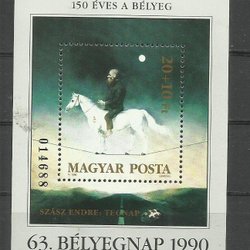 150 ÉVES A BÉLYEG
20+10 Ft
014688
MAGYAR POSTA
SZÁSZ ENDRE: TEGNAP
63. BÉLYEGNAP 1990